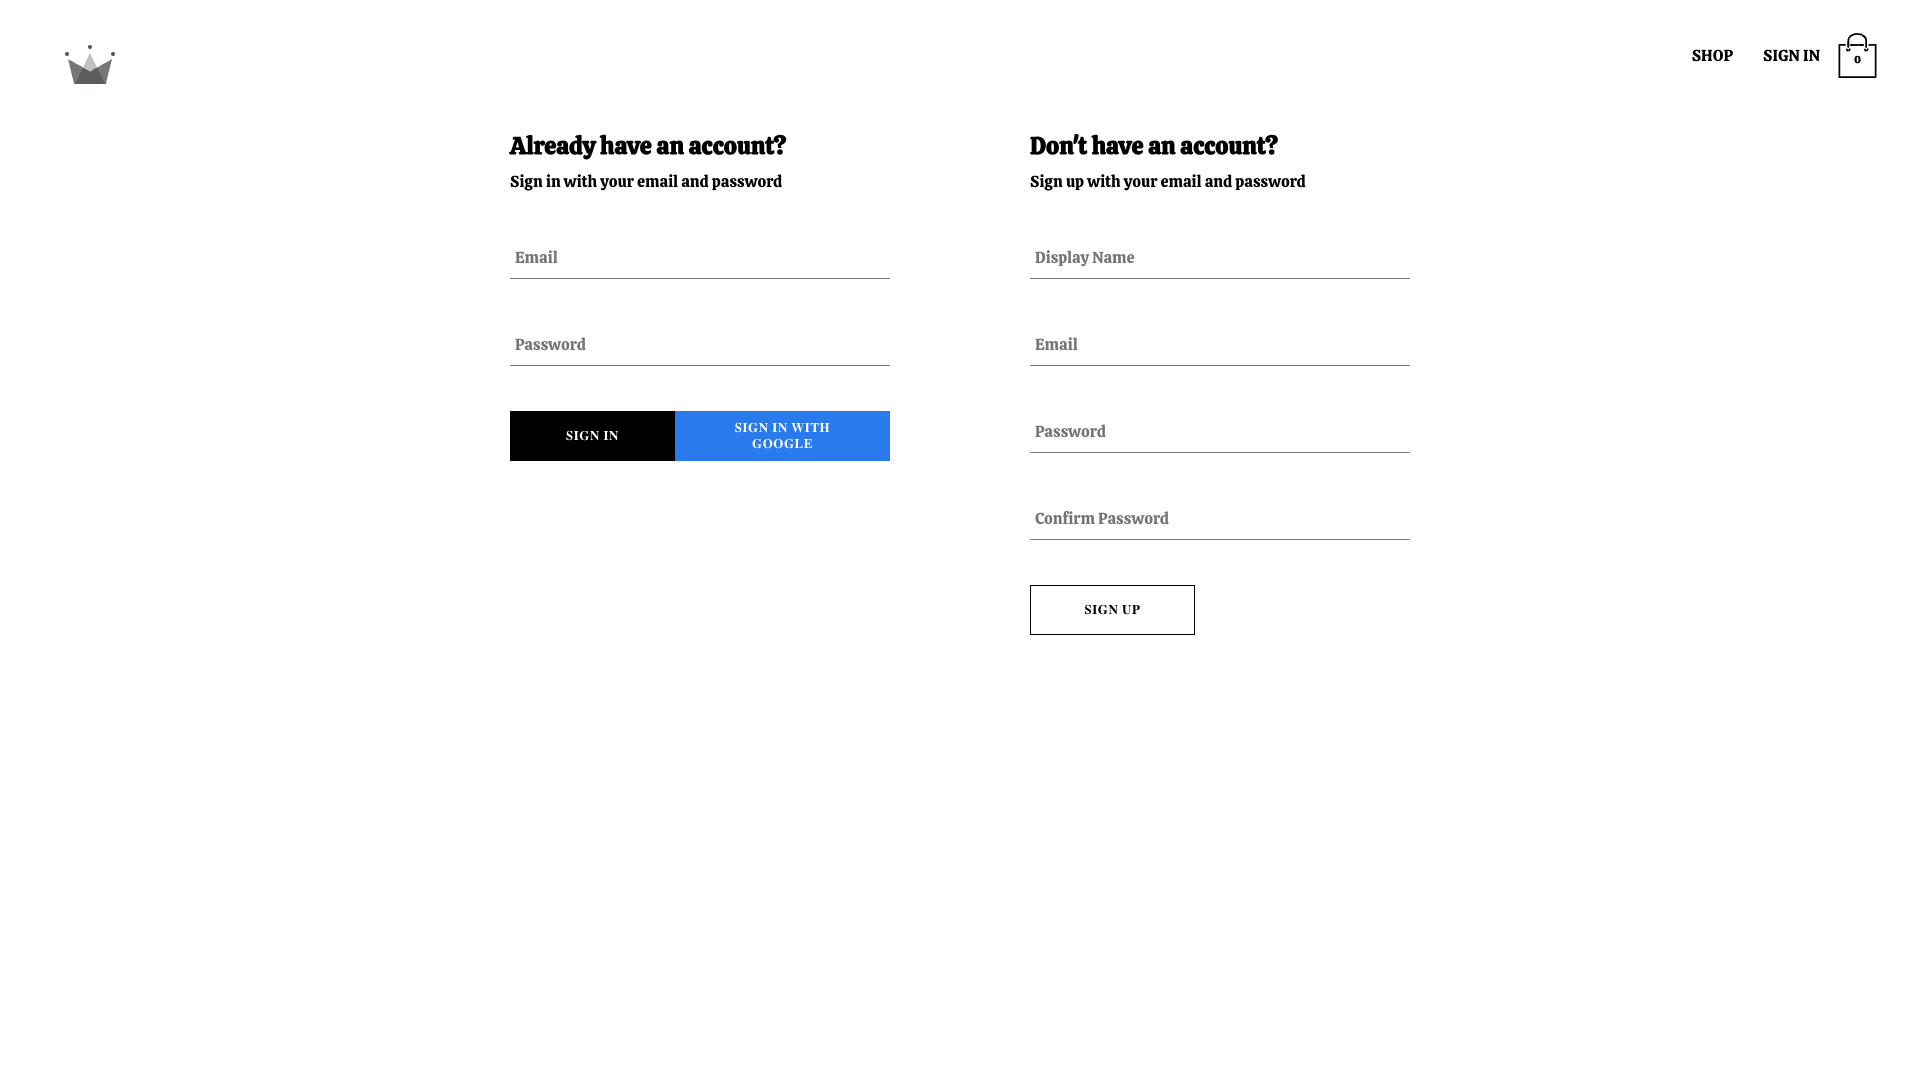 SHOP
SIGN IN
0
Already have an account?
Sign in with your email and password
Email
Password
SIGN IN
SIGN IN WITH
GOOGLE
Don't have an account?
Sign up with your email and password
Display Name
Email
Password
Confirm Password
SIGN UP